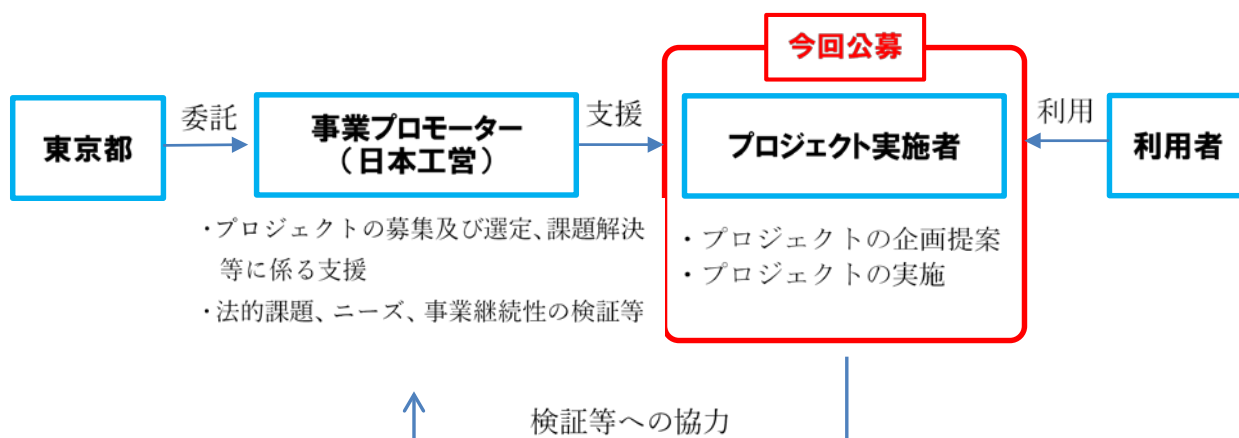 今回公募
東京都
委託
事業プロモーター
（日本工営）
支援
プロジェクト実施者
利用
利用者
・プロジェクトの募集及び選定、課題解決
等に係る支援
・法的課題、ニーズ、事業継続性の検証等
・プロジェクトの企画提案
・プロジェクトの実施
検証等への協力